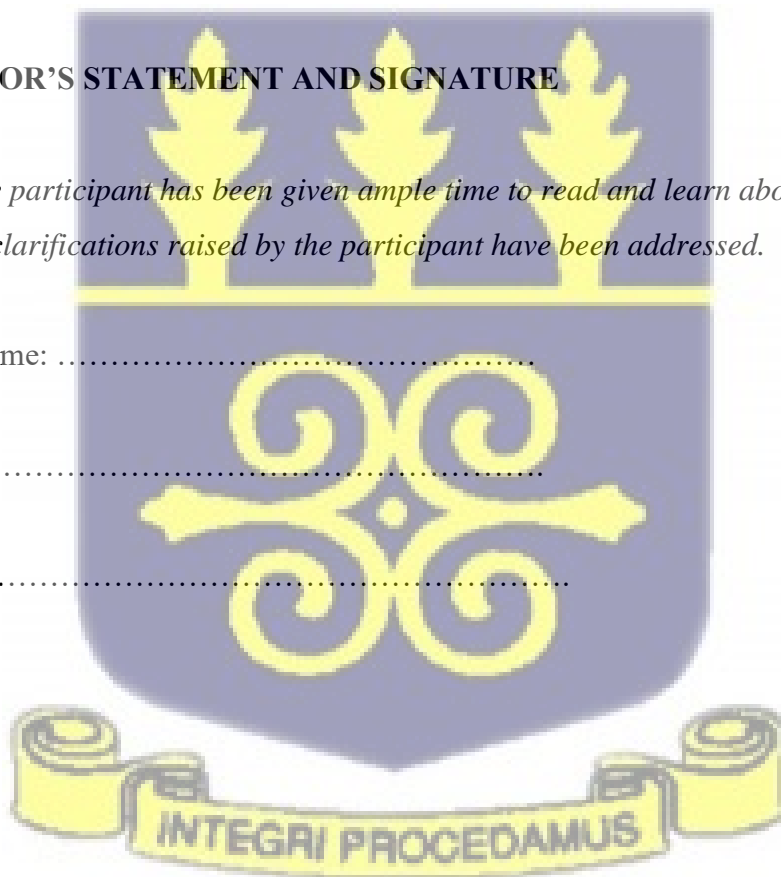 OR’S STATEMENT AND SIGNATURE
participant has been given ample time to read and learn abo
clarifications raised by the participant have been addressed.
me: ……………………………………………
……………………………………………………
……………………………………………………
INTEGRI PROCEDAMUS